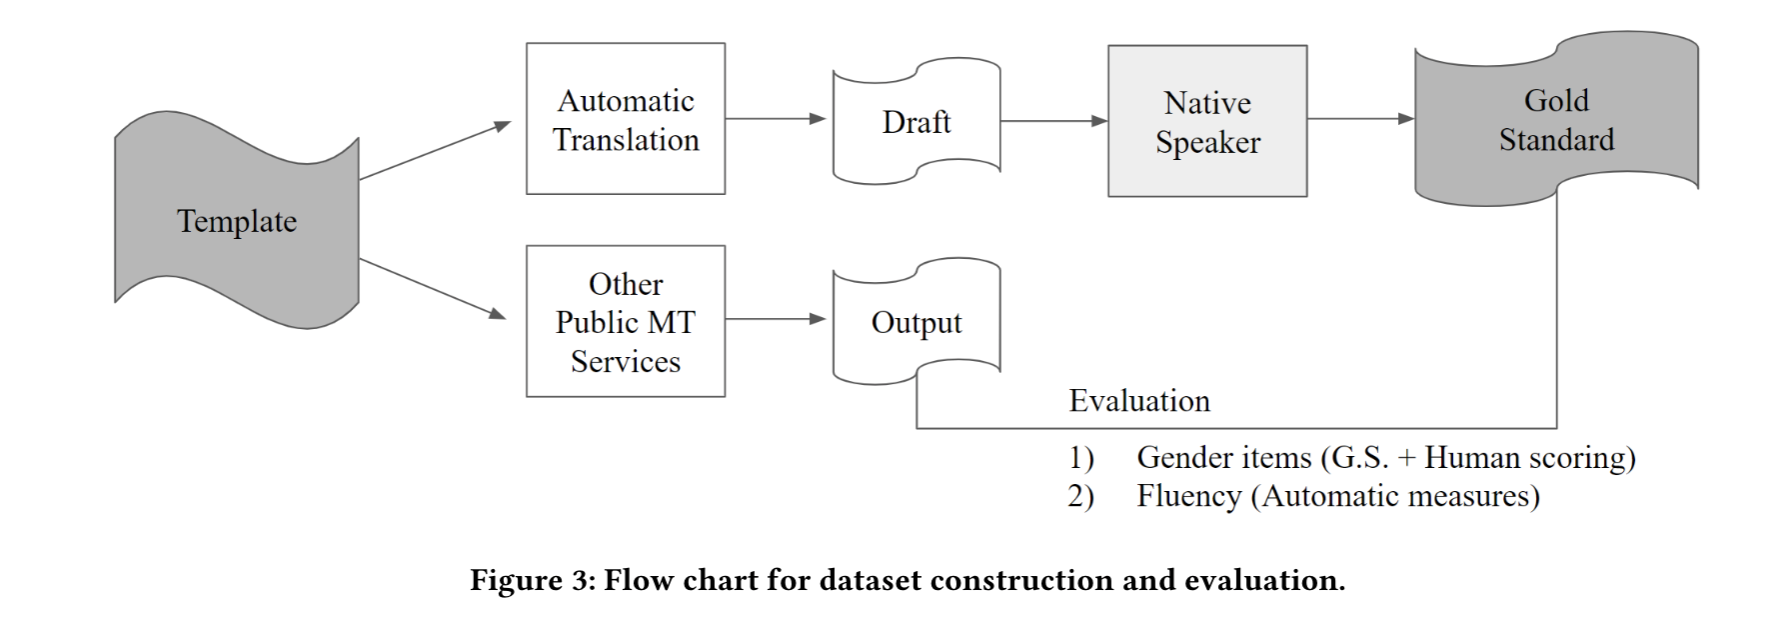 Template
Automatic
Translation
Draft
Native
Speaker
Gold
Standard
Other
Public MT
Services
Output
Evaluation
1) Gender items (G.S. + Human scoring)
2) Fluency (Automatic measures)
Figure 3: Flow chart for dataset construction and evaluation.